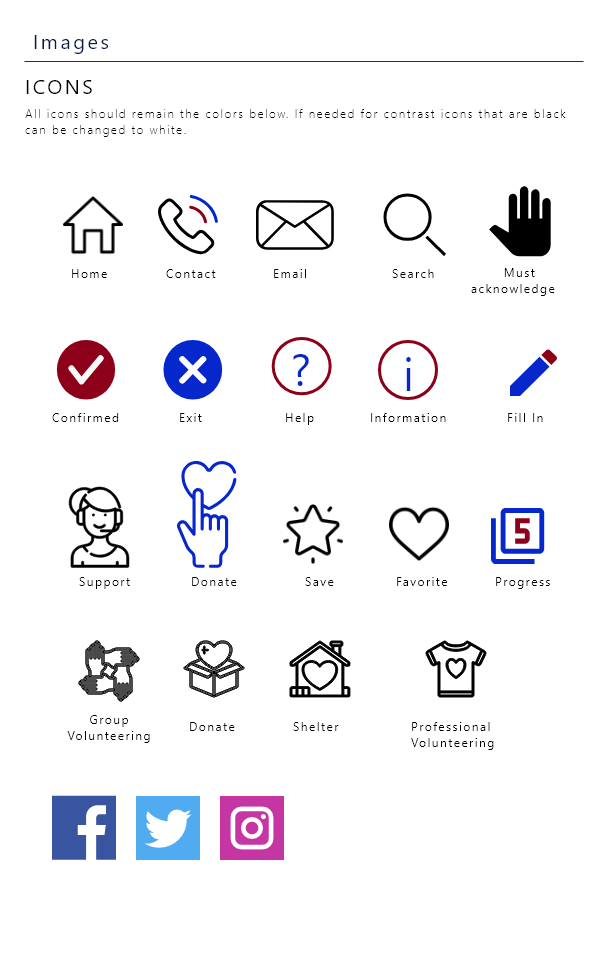 Images
ICONS
All icons should remain the colors below. If needed for contrast icons that are black
can be changed to white.
Home
Contact
Email
Search
Must
acknowledge
?
i
Confirmed
Exit
Help
Information
Fill In
5
Support
Donate
Save
Favorite
Progress
Group
Volunteering
Donate
Shelter
Professional
Volunteering
f